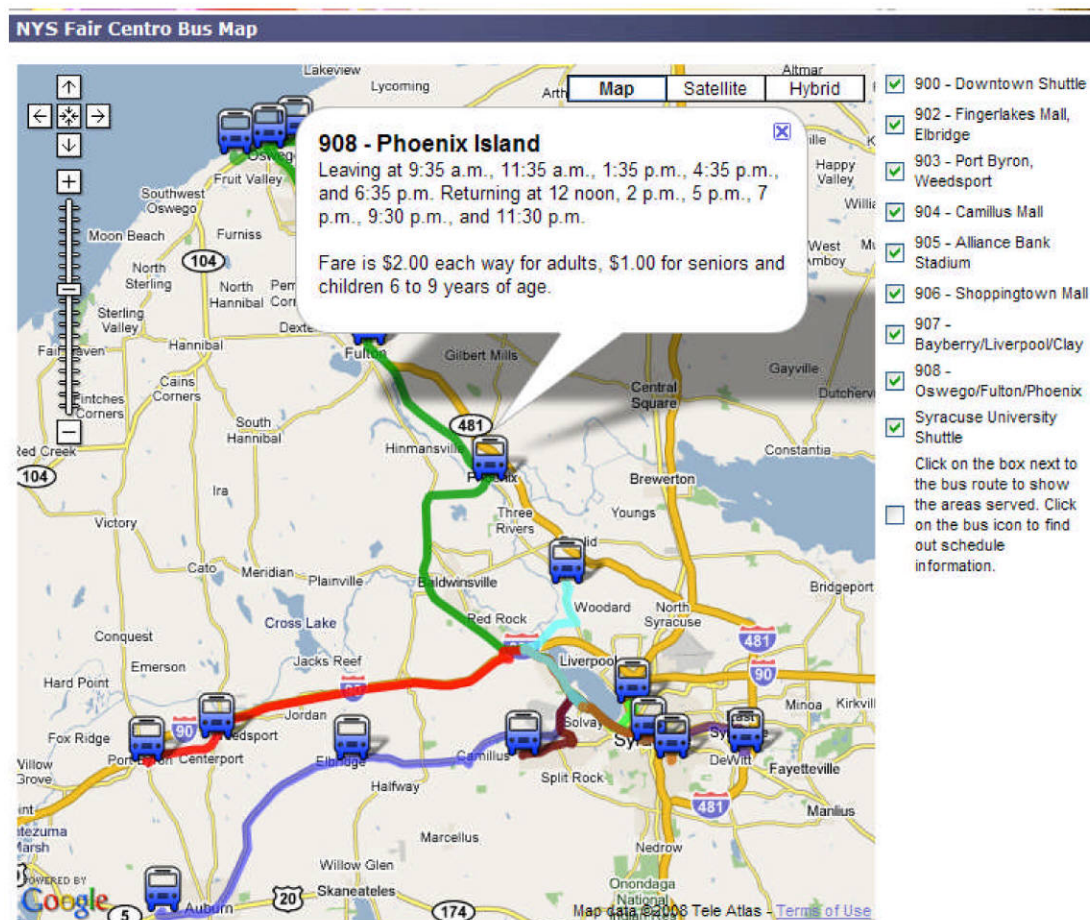 NYS Fair Centro Bus Map
Lakeview
Lycoming
Altmar
Map
Satellite
Hybrid
908 - Phoenix Island
Leaving at 9:35 a.m., 11:35 a.m., 1:35 p.m., 4:35 p.m.,
and 6:35 p.m. Returning at 12 noon, 2 p.m., 5 p.m., 7
p.m., 9:30 p.m., and 11:30 p.m.
Fare is $2.00 each way for adults, $1.00 for seniors and
children 6 to 9 years of age.
900 - Downtown Shuttle
902 - Fingerlakes Mall,
Elbridge
903 - Port Byron,
Weedsport
904 - Camillus Mall
905 - Alliance Bank
Stadium
906 - Shoppingtown Mall
907 -
Bayberry/Liverpool/Clay
908 -
Oswego/Fulton/Phoenix
Syracuse University
Shuttle
Click on the box next to
the bus route to show
the areas served. Click
on the bus icon to find
out schedule
information.
Fruit Valley
Happy
Valley
Southwest
Oswego
Moon Beach
Furniss
104
North
Sterling
North
Hannibal
West
Amboy
Sterling
Valley
Hannibal
Fulton
Gilbert Mills
Gayville
Cains
Corners
Central
Square
South
Hannibal
481
Hinmansville
Constantia
Red Creek
104
Ira
Brewerton
Victory
Three
Rivers
Youngs
Cato
Meridian
Plainville
Baldwinsville
Bridgeport
Woodard
North
Syracuse
Red Rock
Cross Lake
Conquest
Emerson
Jacks Reef
Liverpool
481
90
Hard Point
90
Jordan
Minoa
Kirkvil
Fox Ridge
90
Solvay
Port Byron
Centerport
Elbridge
Camillus
DeWitt
Fayetteville
Willow
Grove
Halfway
Split Rock
481
Manlius
Marcellus
Nedrow
Willow Glen
Skaneateles
Onondaga
National
POWERED BY
Google
5
Auburn
20
174
Map data ©2008 Tele Atlas - Terms of Use